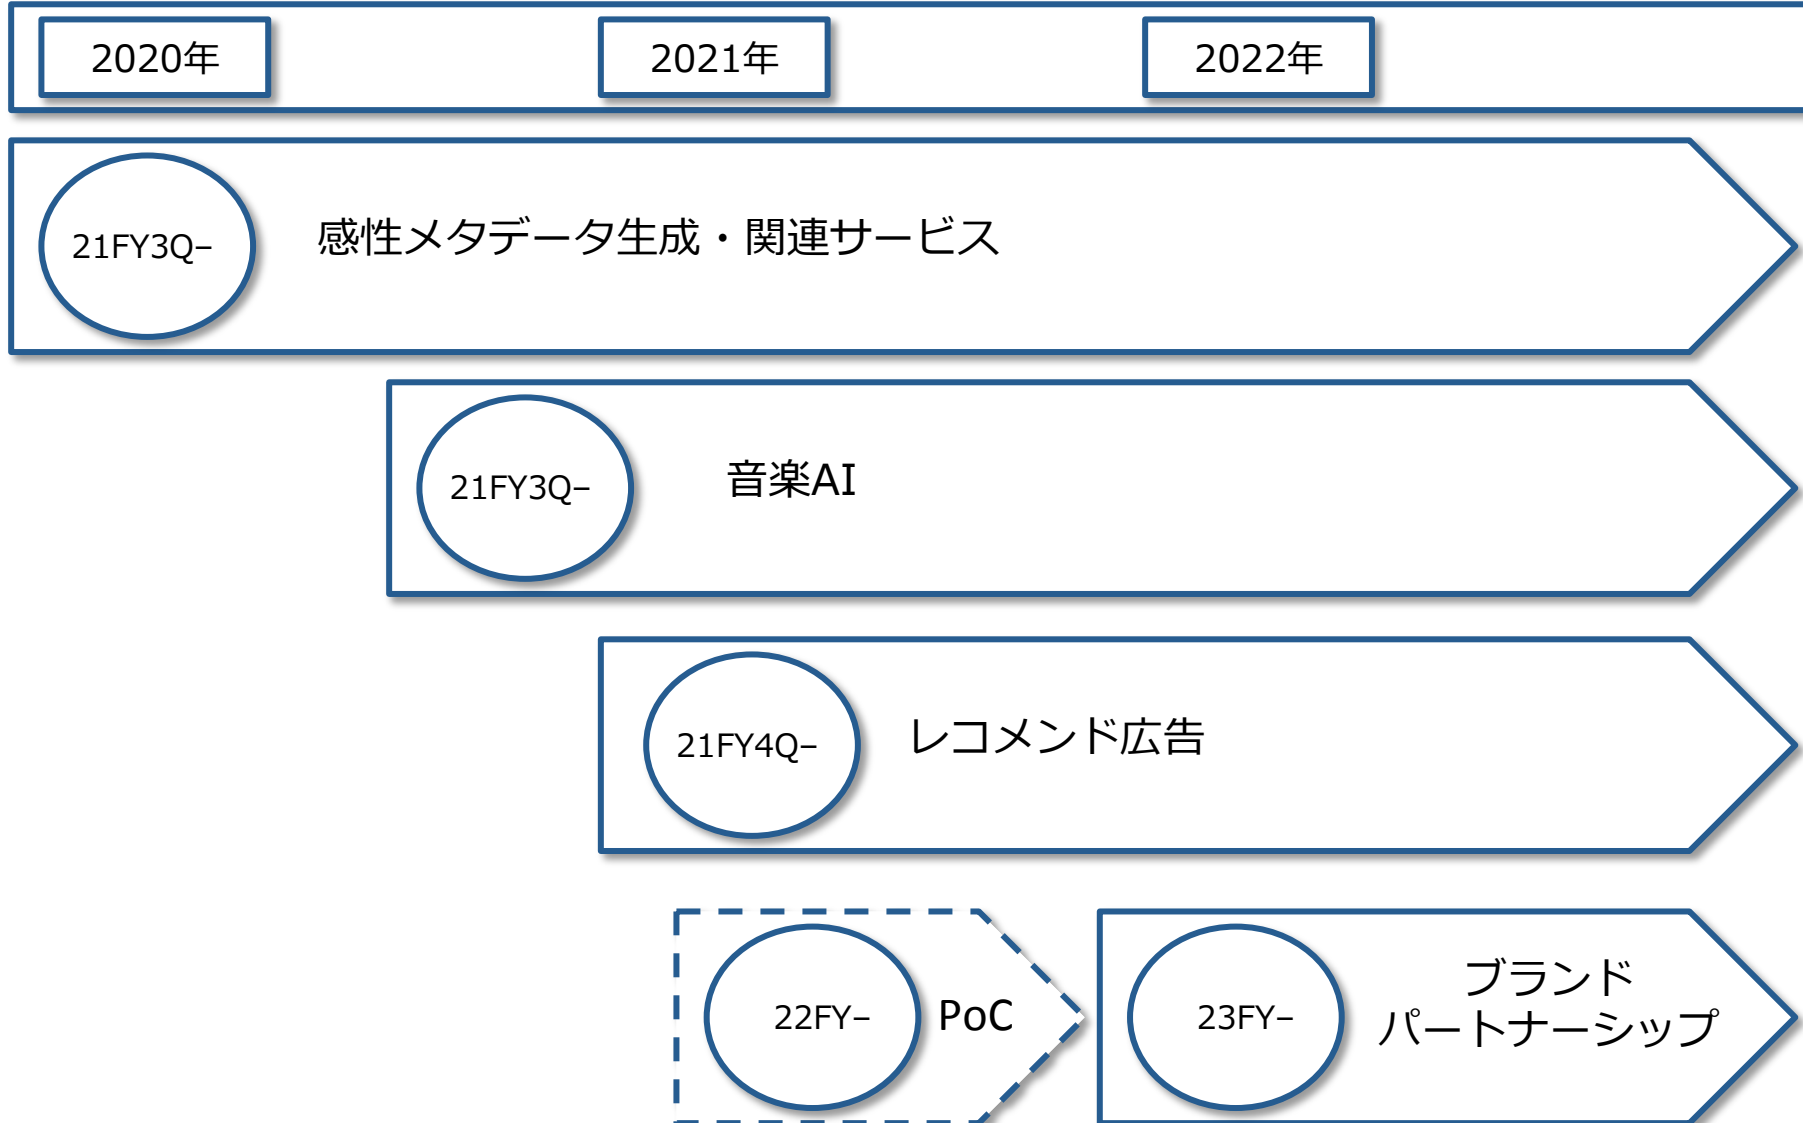 2020年
2021年
2022年
21FY3Q–
感性メタデータ生成・関連サービス
21FY3Q–
音楽AI
21FY4Q–
レコメンド広告
22FY–
PoC
23FY–
ブランド
パートナーシップ